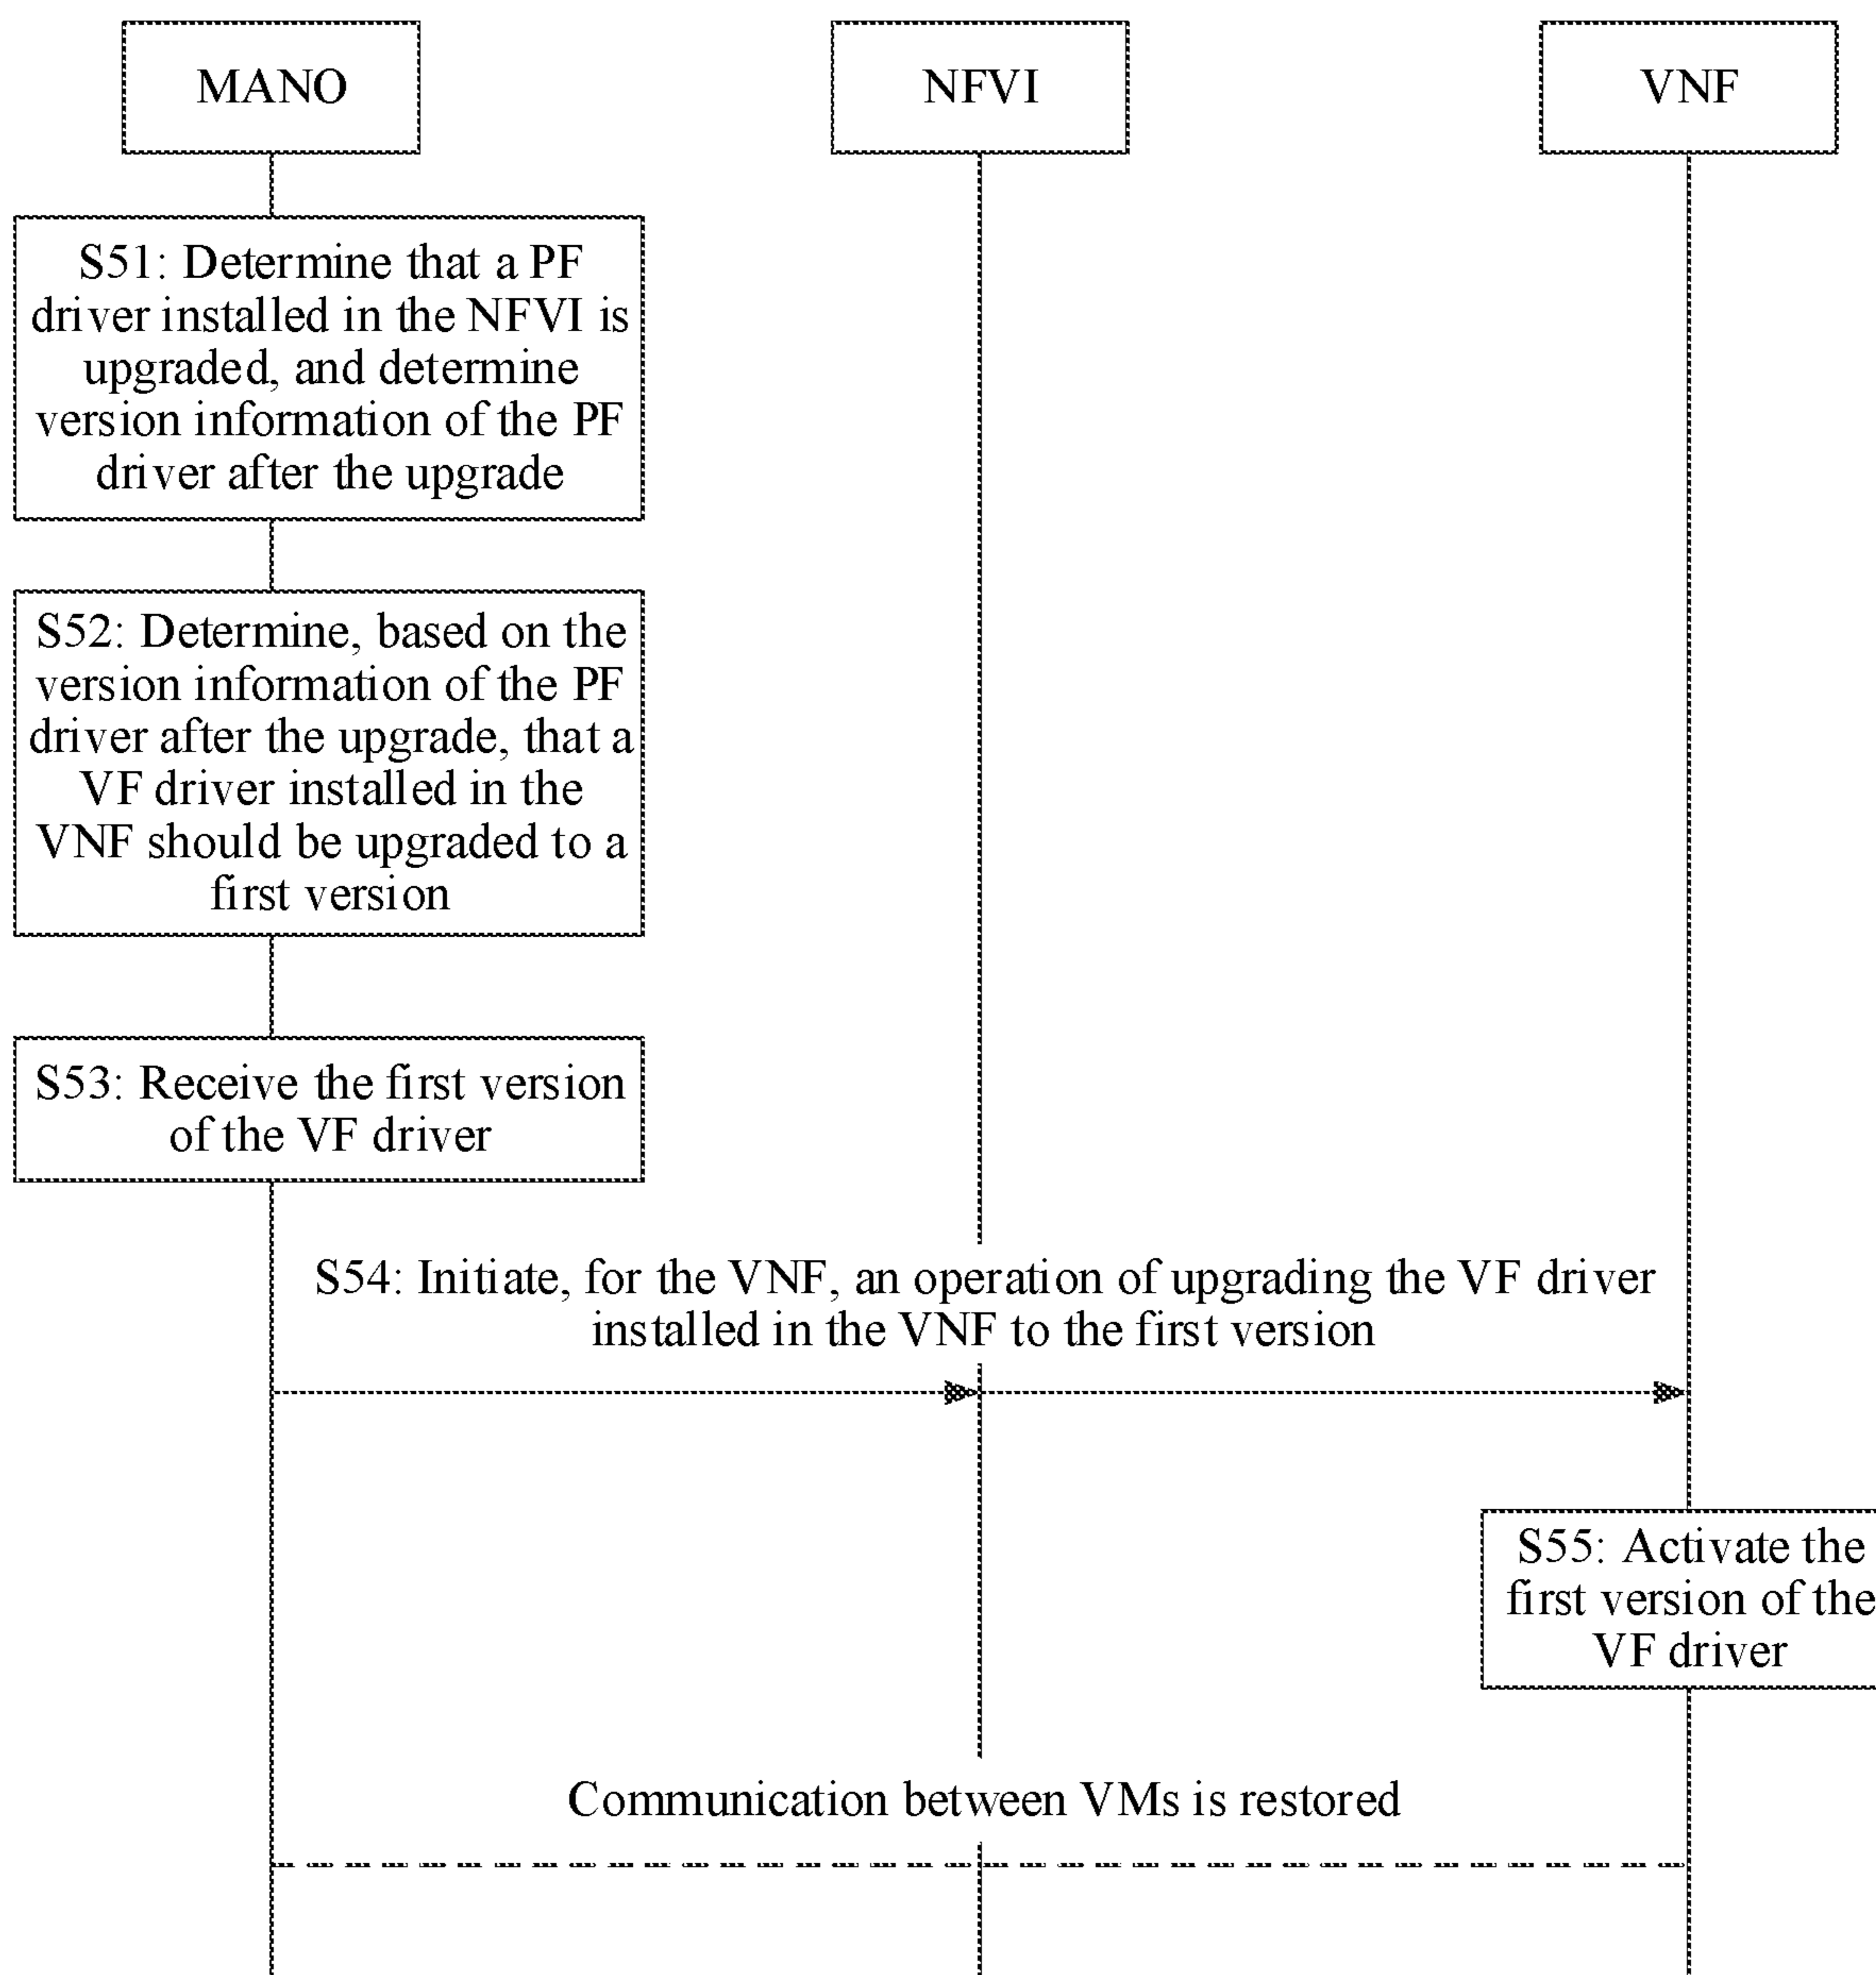 MANO
NFVI
VNF
S51: Determine that a PF
driver installed in the NFVI is
upgraded, and determine
version information of the PF
driver after the upgrade
S52: Determine, based on the
version information of the PF
driver after the upgrade, that a
VF driver installed in the
VNF should be upgraded to a
first version
S53: Receive the first version
of the VF driver
S54: Initiate, for the VNF, an operation of upgrading the VF driver
installed in the VNF to the first version
S55: Activate the
first version of the
VF driver
Communication between VMs is restored